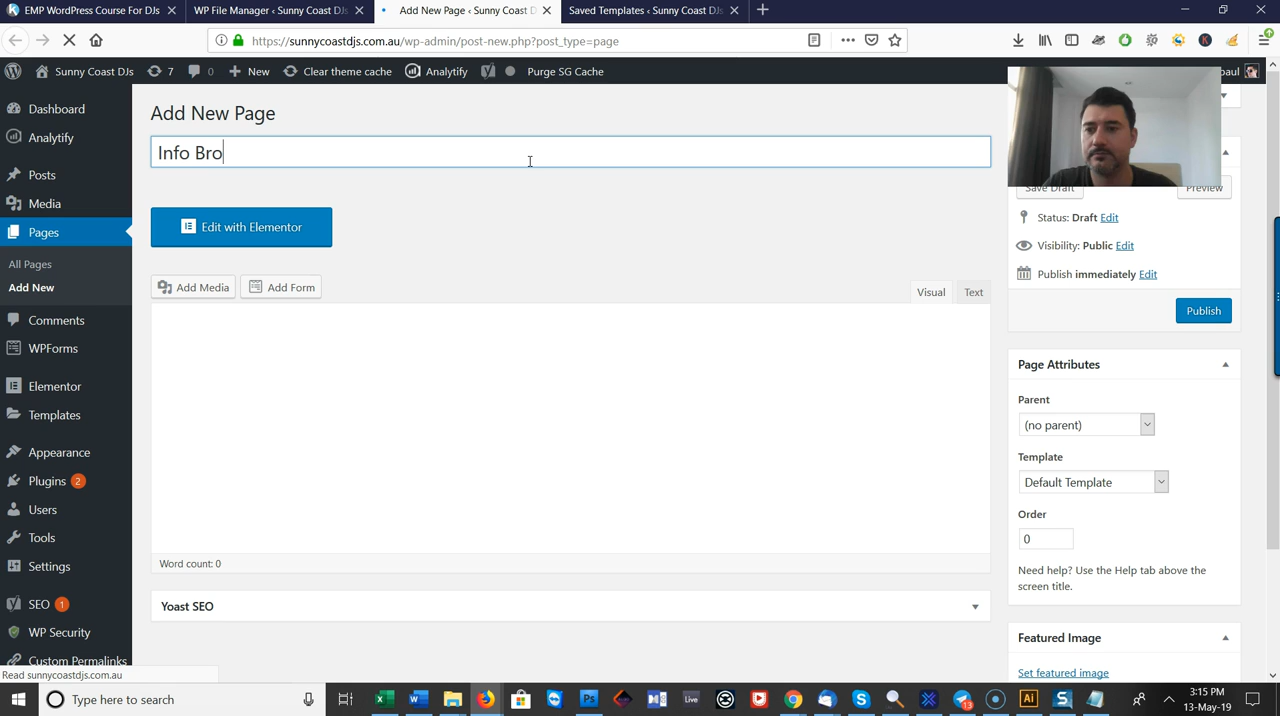 EMP WordPress Course For DJs
WP File Manager ‹ Sunny Coast DJs
Add New Page ‹ Sunny Coast D
Saved Templates ‹ Sunny Coast DJs
https://sunnycoastdjs.com.au/wp-admin/post-new.php?post_type=page
Sunny Coast DJs
7
0
New
Clear theme cache
Analytify
Purge SG Cache
paul
Dashboard
Analytify
Posts
Media
Pages
All Pages
Add New
Comments
WPForms
Elementor
Templates
Appearance
Plugins 2
Users
Tools
Settings
SEO 1
WP Security
Custom Permalinks
Add New Page
Info Bro
Edit with Elementor
Add Media
Add Form
Visual
Text
Word count: 0
Yoast SEO
Save Draft
Preview
Status: Draft Edit
Visibility: Public Edit
Publish immediately Edit
Publish
Page Attributes
Parent
(no parent)
Template
Default Template
Order
0
Need help? Use the Help tab above the
screen title.
Featured Image
Set featured image
Read sunnycoastdjs.com.au
Type here to search
Live
13
3:15 PM
13-May-19